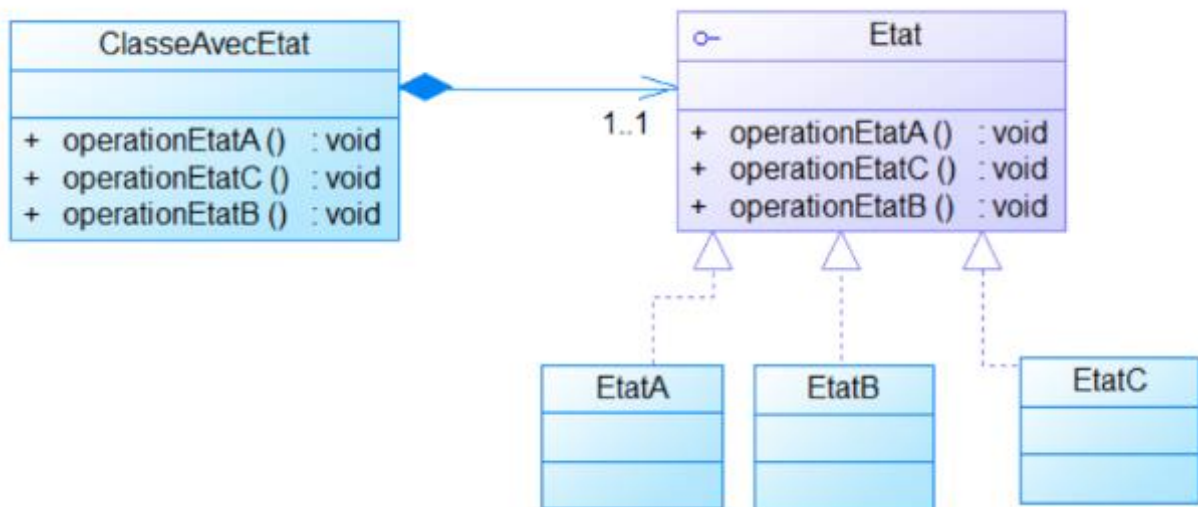 ClasseAvecEtat
+ operationEtatA () : void
+ operationEtatC () : void
+ operationEtatB () : void
1..1
Etat
+ operationEtatA () : void
+ operationEtatC () : void
+ operationEtatB () : void
EtatA
EtatB
EtatC